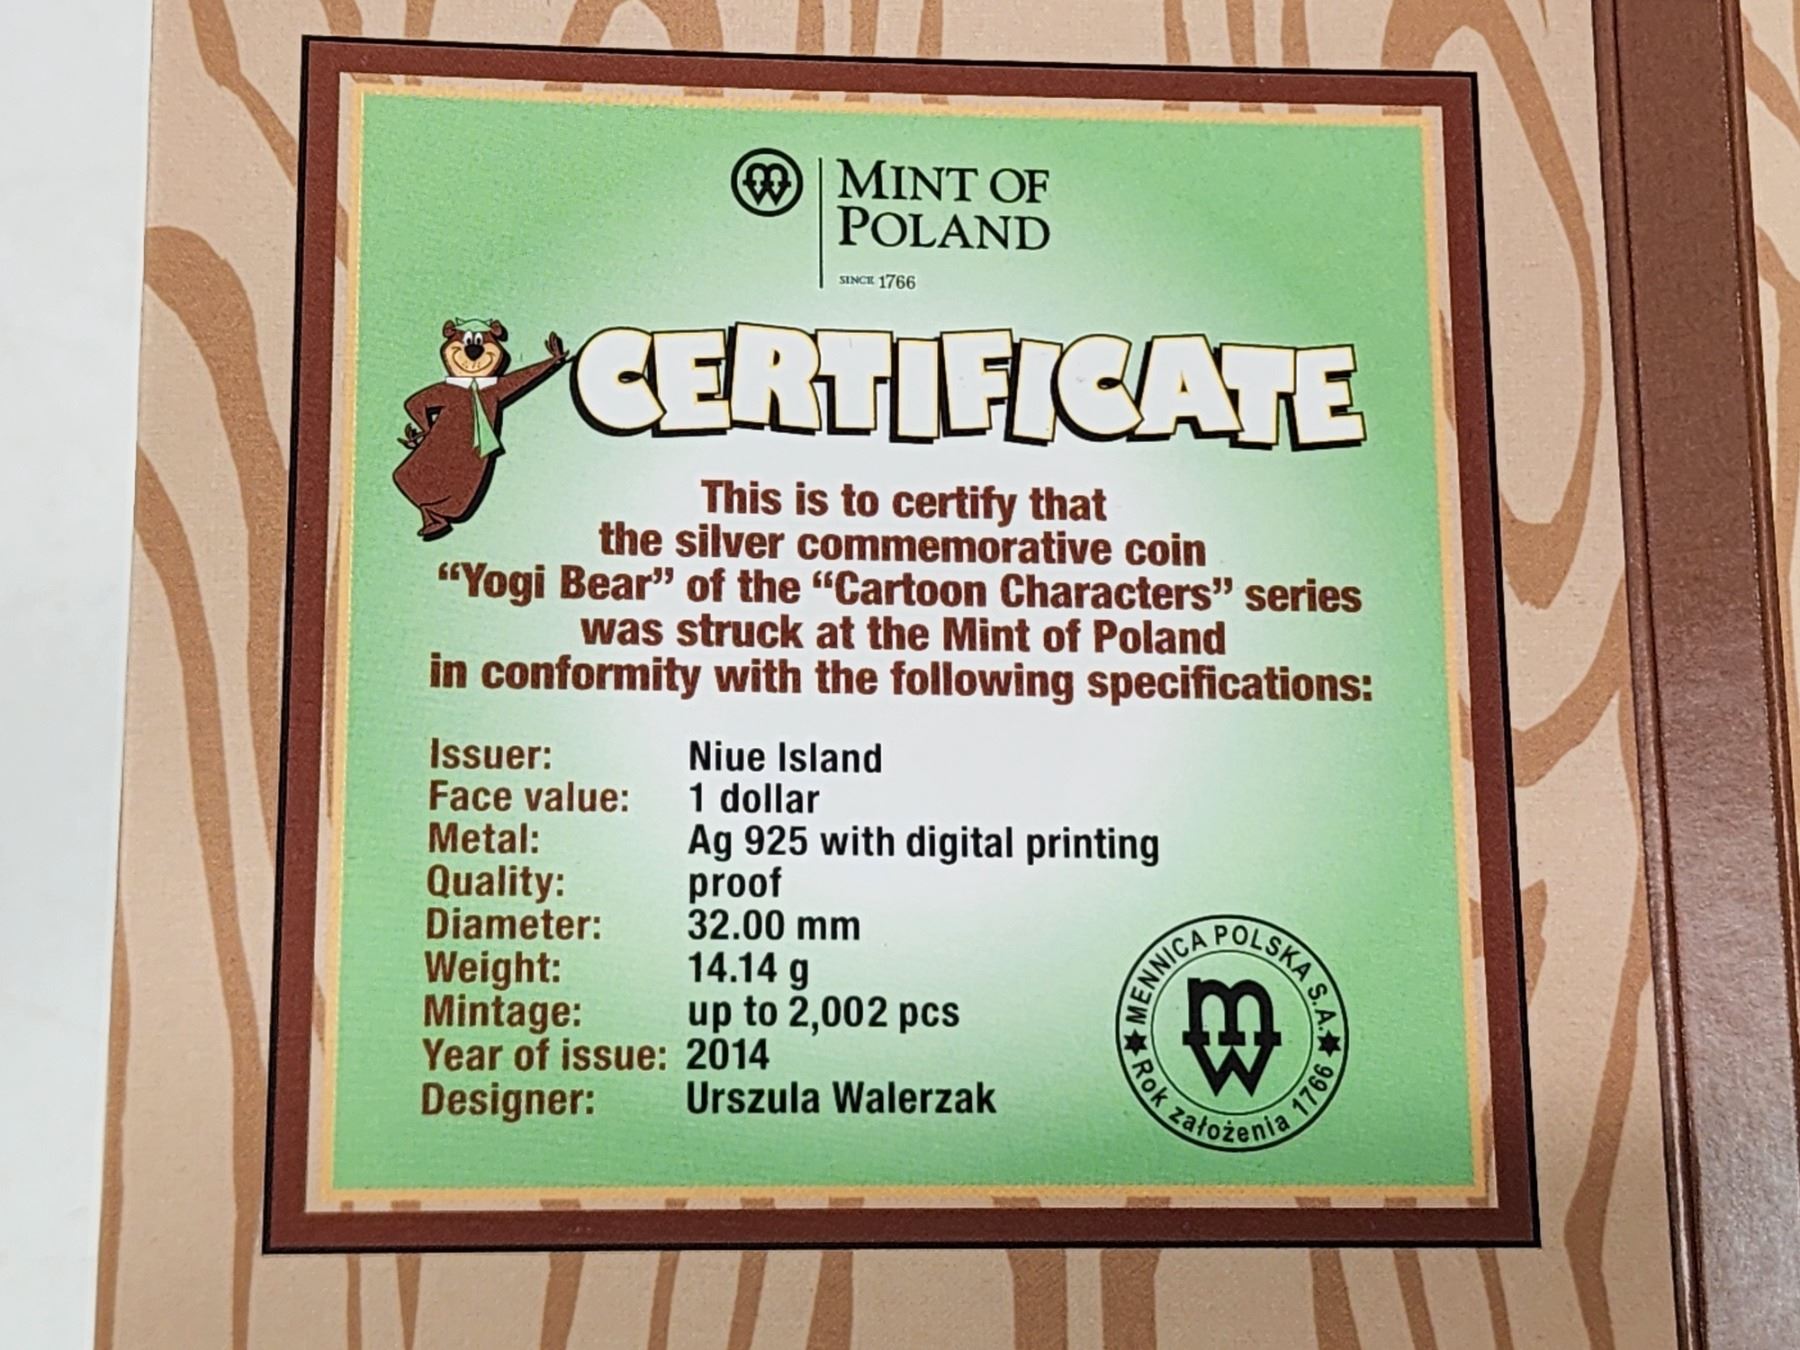 MINT OF
POLAND
SINCE 1766
CERTIFICATE
This is to certify that
the silver commemorative coin
“Yogi Bear” of the “Cartoon Characters” series
was struck at the Mint of Poland
in conformity with the following specifications:
Issuer: Niue Island
Face value: 1 dollar
Metal: Ag 925 with digital printing
Quality: proof
Diameter: 32.00 mm
Weight: 14.14 g
Mintage: up to 2,002 pcs
Year of issue: 2014
Designer: Urszula Walerzak
MENNICA POLSKA S.A.
mw
Rok założenia 1766